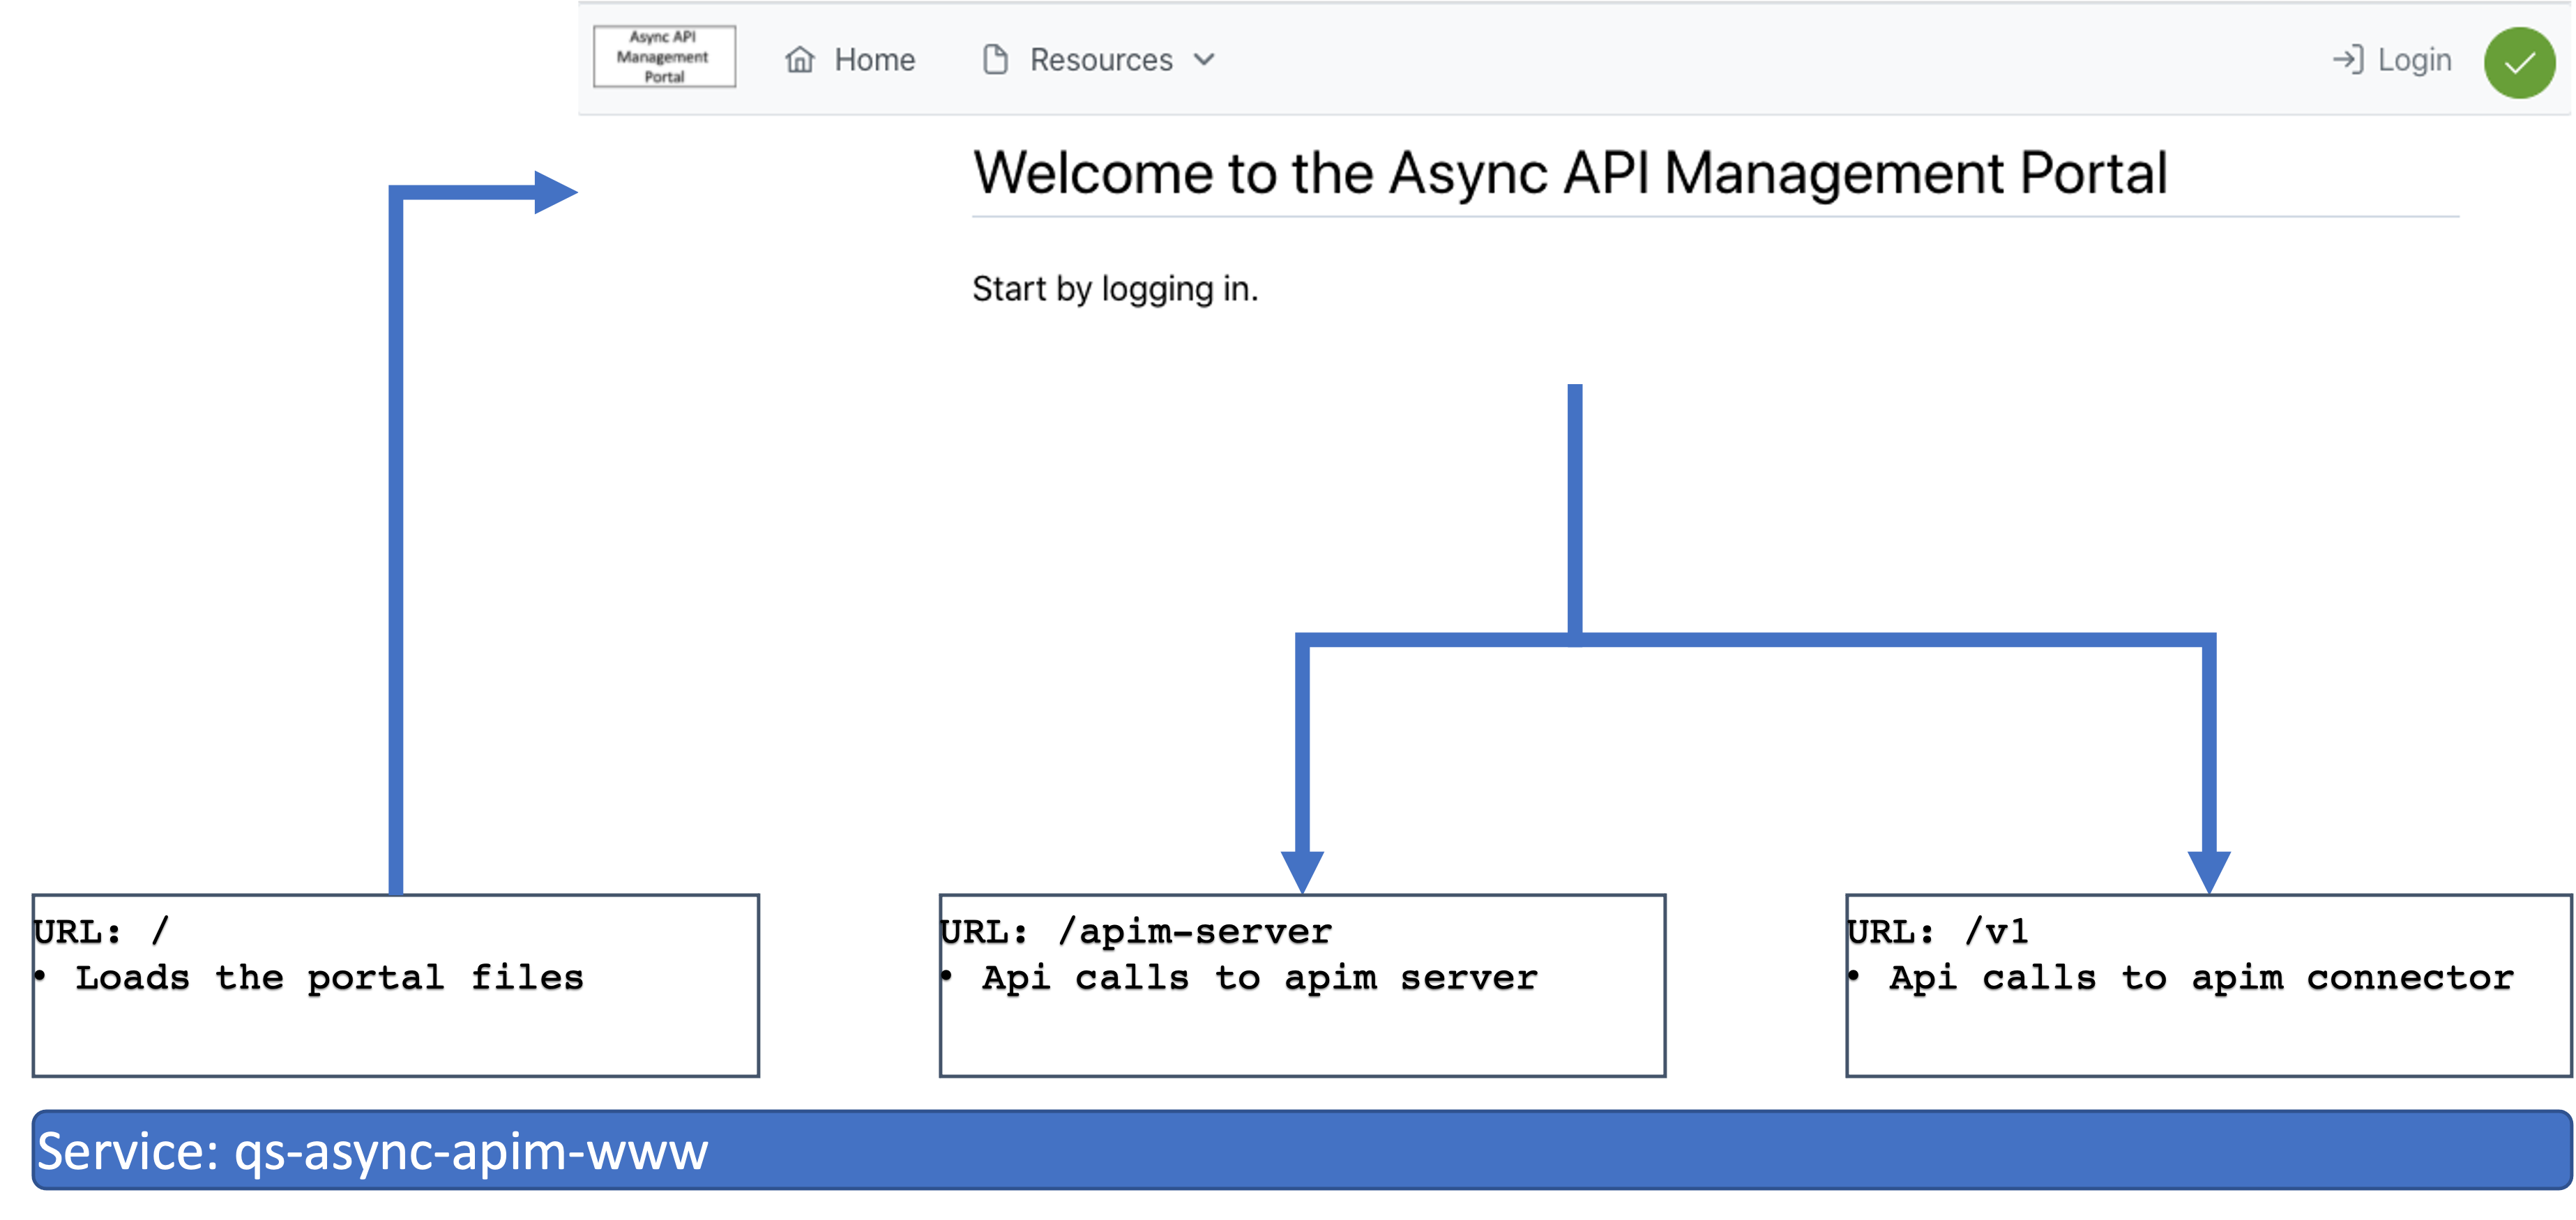 Async API
Management
Portal
Home
Resources
Login
Welcome to the Async API Management Portal
Start by logging in.
URL: /
• Loads the portal files
URL: /apim-server
• Api calls to apim server
URL: /v1
• Api calls to apim connector
Service: qs-async-apim-www